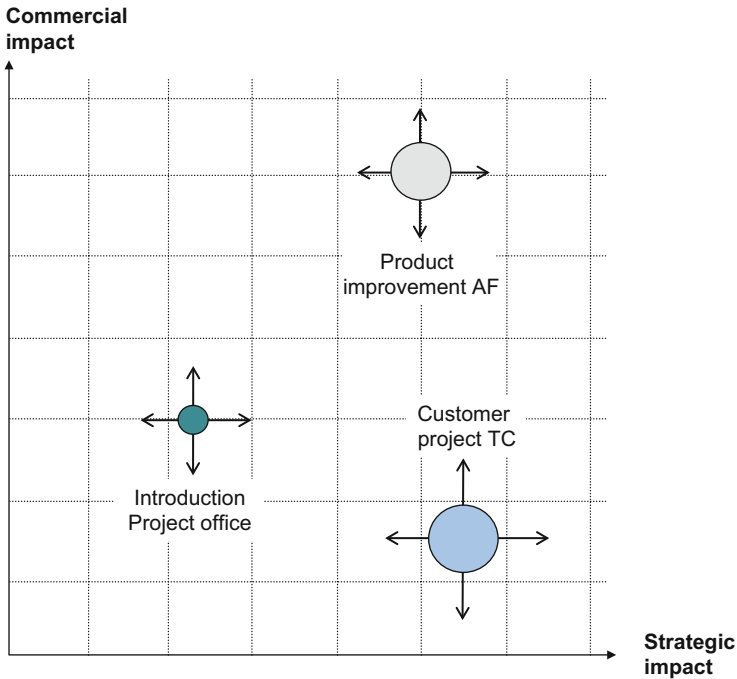 Commercial
impact
Product
improvement AF
Customer
project TC
Introduction
Project office
Strategic
impact